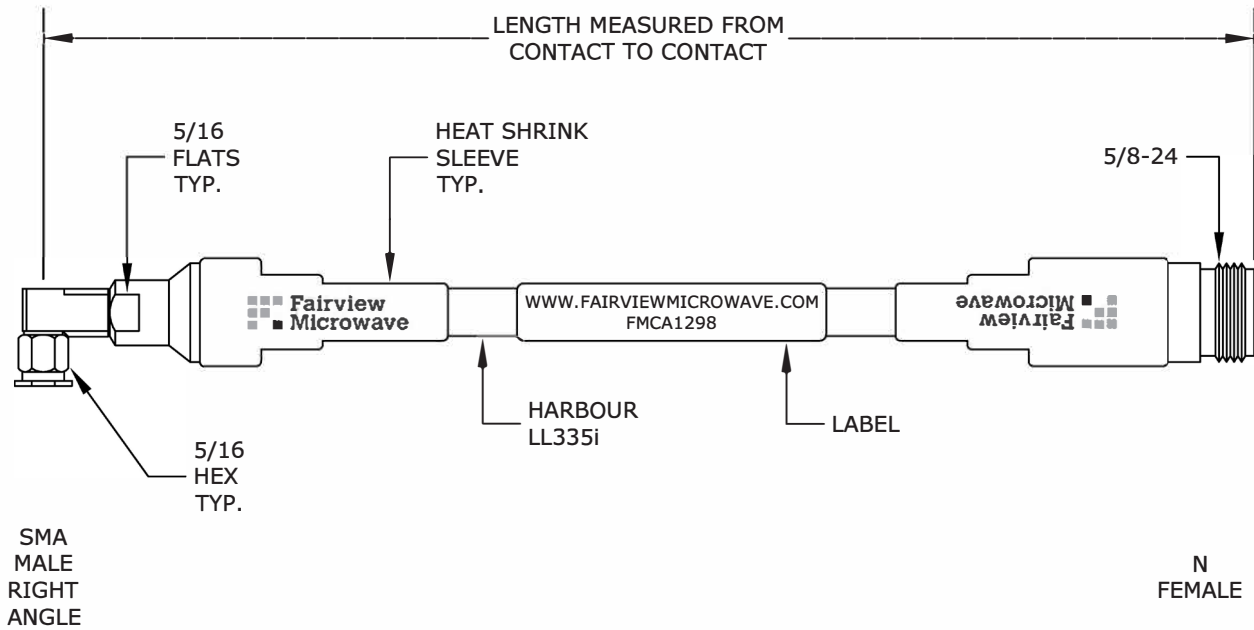 LENGTH MEASURED FROM
CONTACT TO CONTACT
5/16
FLATS
TYP.
HEAT SHRINK
SLEEVE
TYP.
5/8-24
Fairview
Microwave
WWW.FAIRVIEWMICROWAVE.COM
FMCA1298
Fairview
Microwave
HARBOUR
LL335i
LABEL
5/16
HEX
TYP.
SMA
MALE
RIGHT
ANGLE
N
FEMALE